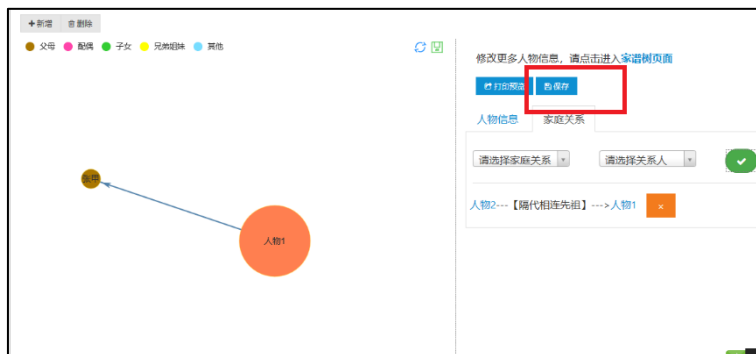 +新增 删除
父母 配偶 子女 兄弟姐妹 其他
张甲
人物1
修改更多人物信息，请点击进入家谱树页面
打印预览 保存
人物信息 家庭关系
请选择家庭关系 请选择关系人
人物2---【隔代相连先祖】--->人物1 ×